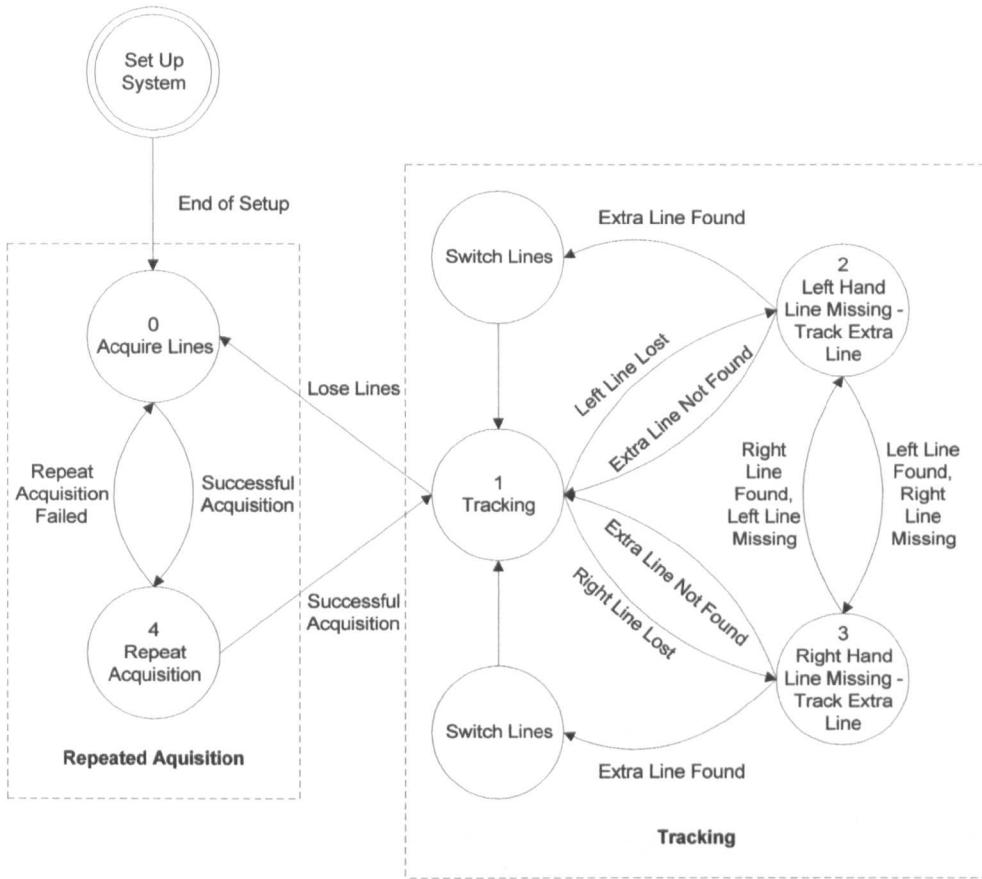 Set Up
System
End of Setup
0
Acquire Lines
Repeat
Acquisition
Failed
Successful
Acquisition
4
Repeat
Acquisition
Repeated Aquisition
Lose Lines
Successful
Acquisition
Switch Lines
Extra Line Found
2
Left Hand
Line Missing -
Track Extra
Line
Left Line Lost
Extra Line Not Found
1
Tracking
Right
Line
Found,
Left Line
Missing
Left Line
Found,
Right
Line
Missing
Extra Line Not Found
Right Line Lost
3
Right Hand
Line Missing -
Track Extra
Line
Switch Lines
Extra Line Found
Tracking